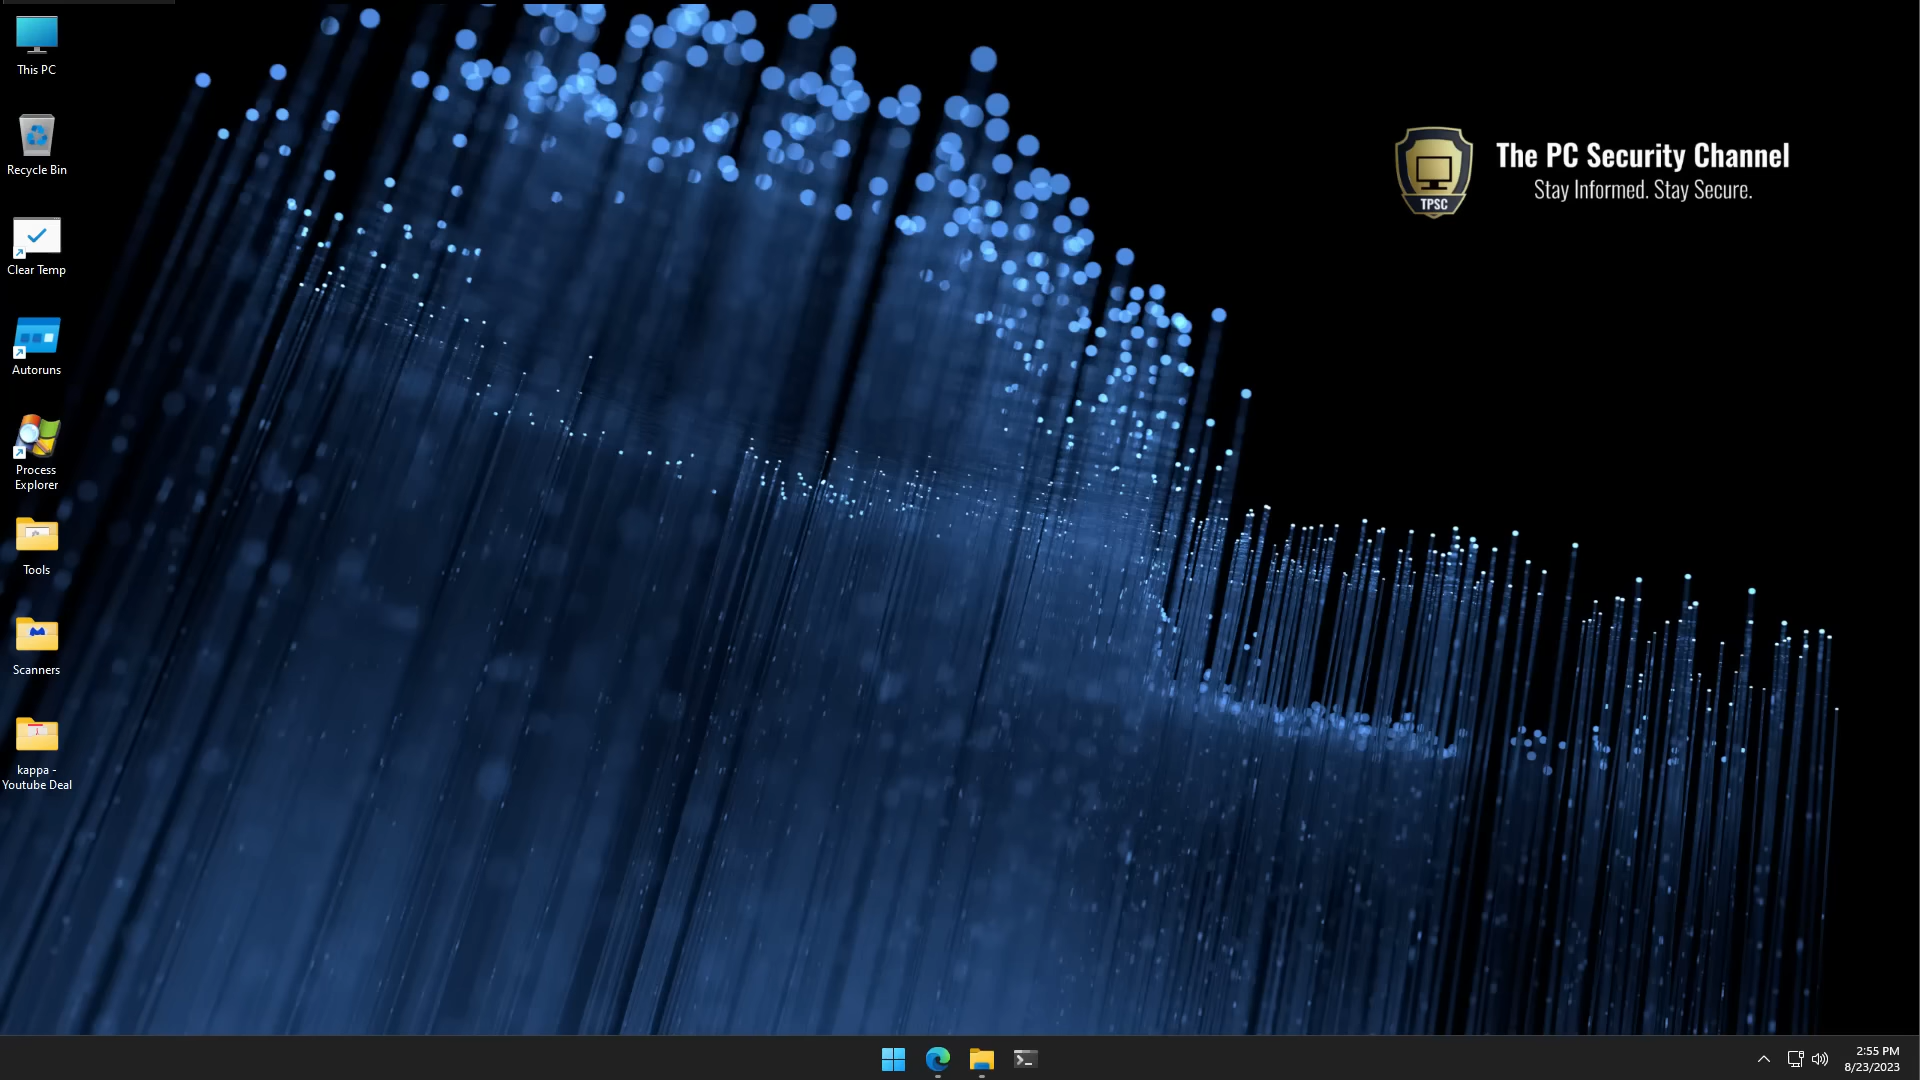 This PC
Recycle Bin
Clear Temp
Autoruns
Process
Explorer
Tools
Scanners
kappa -
Youtube Deal
The PC Security Channel
Stay Informed. Stay Secure.
TPSC
2:55 PM
8/23/2023